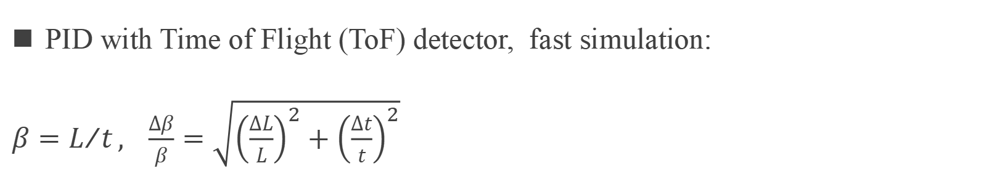 ■ PID with Time of Flight (ToF) detector, fast simulation:
β = L/t, Δβ/β = √((ΔL/L)² + (Δt/t)²)